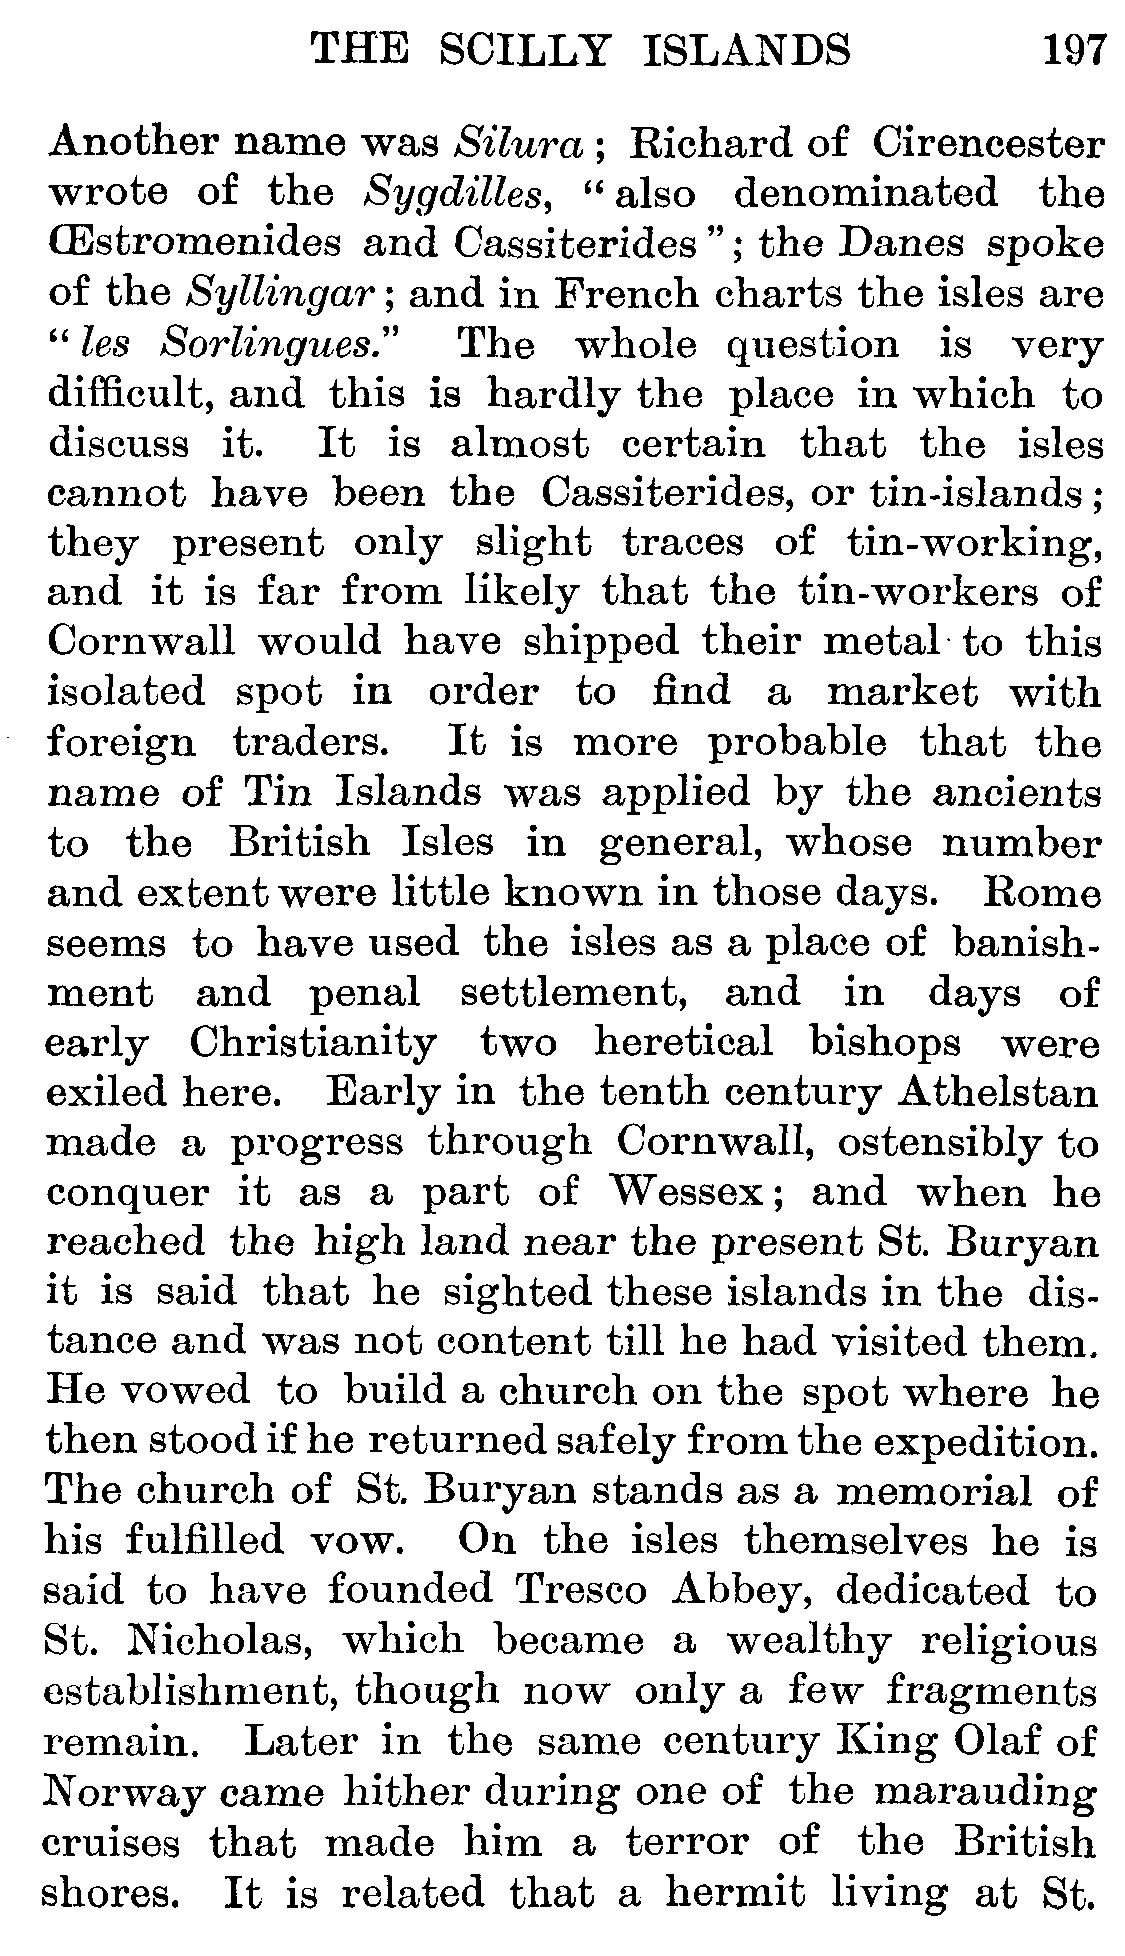 THE SCILLY ISLANDS 197
Another name was Silura ; Richard of Cirencester
wrote of the Sygdilles, “ also denominated the
Œstromenides and Cassiterides ” ; the Danes spoke
of the Syllingar ; and in French charts the isles are
“ les Sorlingues.” The whole question is very
difficult, and this is hardly the place in which to
discuss it. It is almost certain that the isles
cannot have been the Cassiterides, or tin-islands ;
they present only slight traces of tin-working,
and it is far from likely that the tin-workers of
Cornwall would have shipped their metal to this
isolated spot in order to find a market with
foreign traders. It is more probable that the
name of Tin Islands was applied by the ancients
to the British Isles in general, whose number
and extent were little known in those days. Rome
seems to have used the isles as a place of banish-
ment and penal settlement, and in days of
early Christianity two heretical bishops were
exiled here. Early in the tenth century Athelstan
made a progress through Cornwall, ostensibly to
conquer it as a part of Wessex ; and when he
reached the high land near the present St. Buryan
it is said that he sighted these islands in the dis-
tance and was not content till he had visited them.
He vowed to build a church on the spot where he
then stood if he returned safely from the expedition.
The church of St. Buryan stands as a memorial of
his fulfilled vow. On the isles themselves he is
said to have founded Tresco Abbey, dedicated to
St. Nicholas, which became a wealthy religious
establishment, though now only a few fragments
remain. Later in the same century King Olaf of
Norway came hither during one of the marauding
cruises that made him a terror of the British
shores. It is related that a hermit living at St.